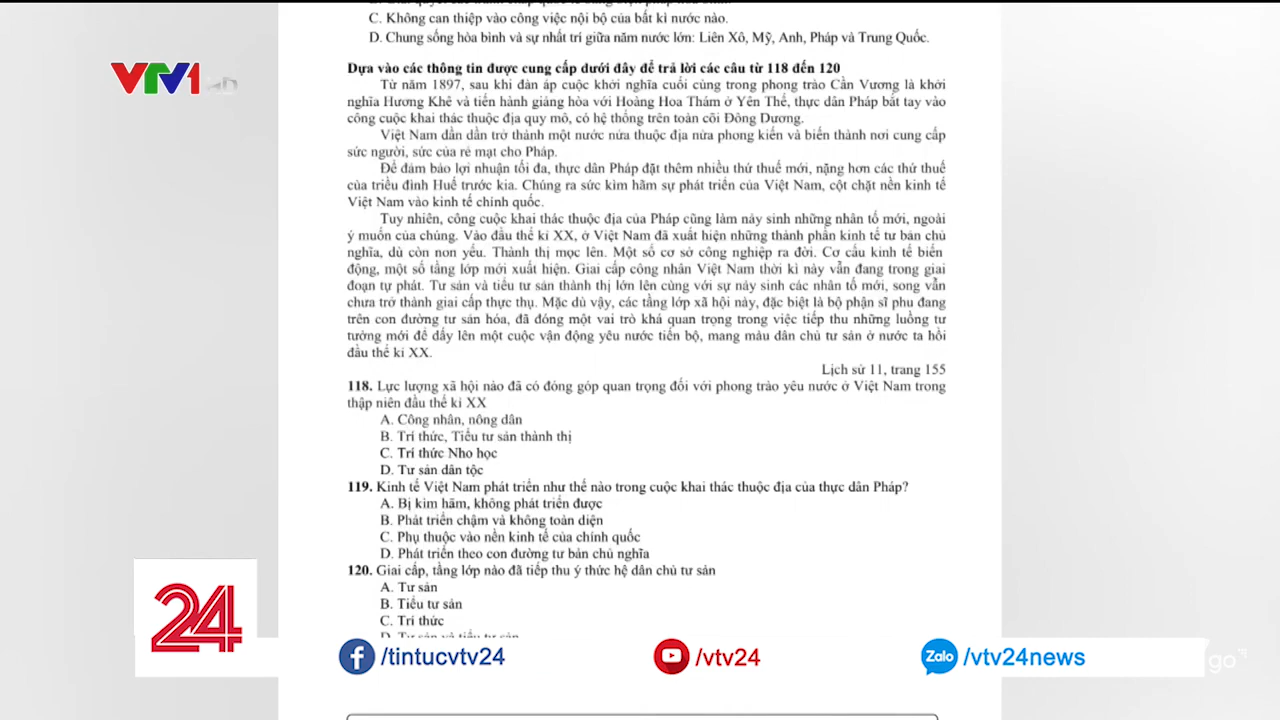 C. Không can thiệp vào công việc nội bộ của bất kì nước nào.
D. Chung sống hòa bình và sự nhất trí giữa năm nước lớn: Liên Xô, Mỹ, Anh, Pháp và Trung Quốc.
VTV1 HD
Dựa vào các thông tin được cung cấp dưới đây để trả lời các câu từ 118 đến 120
Từ năm 1897, sau khi đàn áp cuộc khởi nghĩa cuối cùng trong phong trào Cần Vương là khởi
nghĩa Hương Khê và tiến hành giảng hòa với Hoàng Hoa Thám ở Yên Thế, thực dân Pháp bắt tay vào
công cuộc khai thác thuộc địa quy mô, có hệ thống trên toàn cõi Đông Dương.
Việt Nam dần dần trở thành một nước nửa thuộc địa nửa phong kiến và biến thành nơi cung cấp
sức người, sức của rẻ mạt cho Pháp.
Để đảm bảo lợi nhuận tối đa, thực dân Pháp đặt thêm nhiều thứ thuế mới, nặng hơn các thứ thuế
của triều đình Huế trước kia. Chúng ra sức kìm hãm sự phát triển của Việt Nam, cột chặt nền kinh tế
Việt Nam vào kinh tế chính quốc.
Tuy nhiên, công cuộc khai thác thuộc địa của Pháp cũng làm nảy sinh những nhân tố mới, ngoài
ý muốn của chúng. Vào đầu thế kỉ XX, ở Việt Nam đã xuất hiện những thành phần kinh tế tư bản chủ
nghĩa, dù còn non yếu. Thành thị mọc lên. Một số cơ sở công nghiệp ra đời. Cơ cấu kinh tế biến
động, một số tầng lớp mới xuất hiện. Giai cấp công nhân Việt Nam thời kì này vẫn đang trong giai
đoạn tự phát. Tư sản và tiểu tư sản thành thị lớn lên cùng với sự nảy sinh các nhân tố mới, song vẫn
chưa trở thành giai cấp thực thụ. Mặc dù vậy, các tầng lớp xã hội này, đặc biệt là bộ phận sĩ phu đang
trên con đường tư sản hóa, đã đóng một vai trò khá quan trọng trong việc tiếp thu những luồng tư
tưởng mới để dấy lên một cuộc vận động yêu nước tiến bộ, mang màu dân chủ tư sản ở nước ta hồi
đầu thế kỉ XX.
Lịch sử 11, trang 155
118. Lực lượng xã hội nào đã có đóng góp quan trọng đối với phong trào yêu nước ở Việt Nam trong
thập niên đầu thế kỉ XX
A. Công nhân, nông dân
B. Trí thức, Tiểu tư sản thành thị
C. Trí thức Nho học
D. Tư sản dân tộc
119. Kinh tế Việt Nam phát triển như thế nào trong cuộc khai thác thuộc địa của thực dân Pháp?
A. Bị kìm hãm, không phát triển được
B. Phát triển chậm và không toàn diện
C. Phụ thuộc vào nền kinh tế của chính quốc
D. Phát triển theo con đường tư bản chủ nghĩa
120. Giai cấp, tầng lớp nào đã tiếp thu ý thức hệ dân chủ tư sản
A. Tư sản
B. Tiểu tư sản
C. Trí thức
D. Tư sản và tiểu tư sản
24
/tintucvtv24
/vtv24
Zalo /vtv24news
go